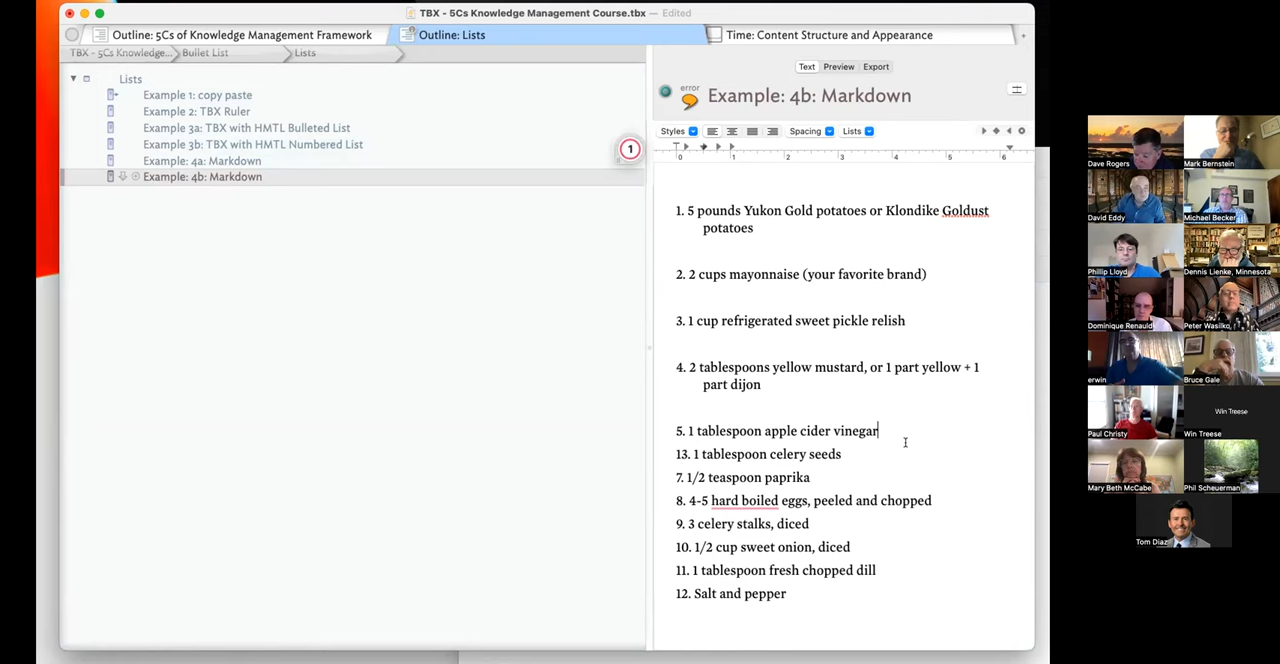 TBX - 5Cs Knowledge Management Course.tbx — Edited
Outline: 5Cs of Knowledge Management Framework
Outline: Lists
Time: Content Structure and Appearance
TBX - 5Cs Knowledge... Bullet List Lists
Text Preview Export
Lists
Example 1: copy paste
Example 2: TBX Ruler
Example 3a: TBX with HMTL Bulleted List
Example 3b: TBX with HMTL Numbered List
Example: 4a: Markdown
Example: 4b: Markdown
1
error
Example: 4b: Markdown
Styles Spacing Lists
0 1 2 3 4 5 6
1. 5 pounds Yukon Gold potatoes or Klondike Goldust
potatoes
2. 2 cups mayonnaise (your favorite brand)
3. 1 cup refrigerated sweet pickle relish
4. 2 tablespoons yellow mustard, or 1 part yellow + 1
part dijon
5. 1 tablespoon apple cider vinegar
13. 1 tablespoon celery seeds
7. 1/2 teaspoon paprika
8. 4-5 hard boiled eggs, peeled and chopped
9. 3 celery stalks, diced
10. 1/2 cup sweet onion, diced
11. 1 tablespoon fresh chopped dill
12. Salt and pepper
Dave Rogers
Mark Bernstein
David Eddy
Michael Becker
Phillip Lloyd
Dennis Lienke, Minnesota
Dominique Renauld
Peter Wasilko,
erwin
Bruce Gale
Paul Christy
Win Treese
Win Treese
Mary Beth McCabe
Phil Scheuerman
Tom Diaz